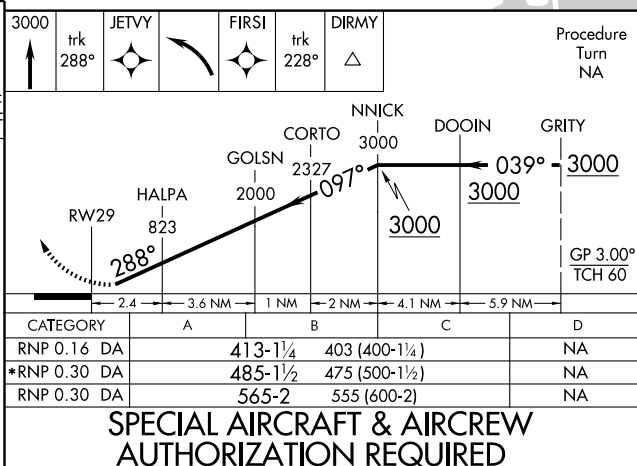 3000 JETVY FIRSI DIRMY
trk 288° trk 228°
Procedure
Turn
NA
NNICK
3000
DOOIN
GRITY
CORTO
2327
GOLSN
2000
HALPA
823
RW29
097°
039°
3000
3000
3000
288°
GP 3.00°
TCH 60
2.4 3.6 NM 1 NM 2 NM 4.1 NM 5.9 NM
CATEGORY A B C D
RNP 0.16 DA 413-1¼ 403 (400-1¼) NA
*RNP 0.30 DA 485-1½ 475 (500-1½) NA
RNP 0.30 DA 565-2 555 (600-2) NA
SPECIAL AIRCRAFT & AIRCREW
AUTHORIZATION REQUIRED